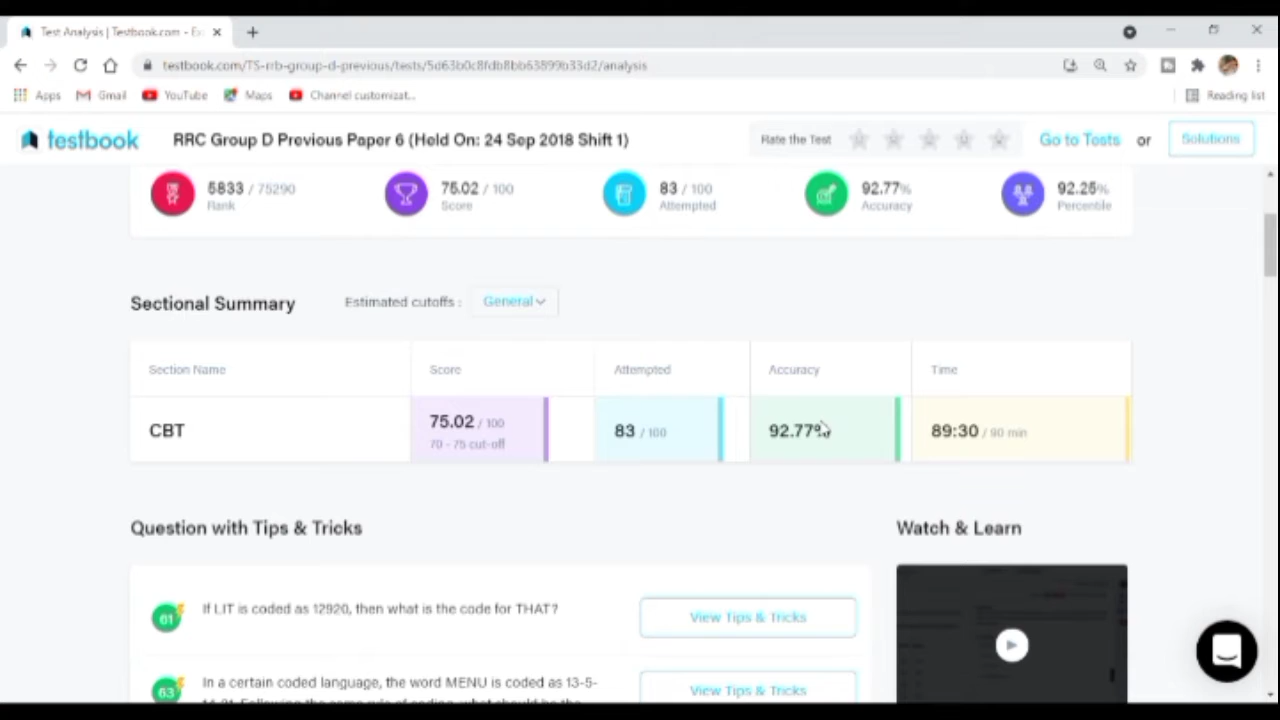 Test Analysis | Testbook.com - Ex
testbook.com/TS-rrb-group-d-previous/tests/5d63b0c8fdb8bb63899b33d2/analysis
Apps Gmail YouTube Maps Channel customizat...
Reading list
testbook RRC Group D Previous Paper 6 (Held On: 24 Sep 2018 Shift 1) Rate the Test Go to Tests or Solutions
5833 / 75290 75.02 / 100 83 / 100 92.77% 92.25%
Rank Score Attempted Accuracy Percentile
Sectional Summary Estimated cutoffs : General
Section Name Score Attempted Accuracy Time
CBT 75.02 / 100 83 / 100 92.77% 89:30 / 90 min
70 - 75 cut-off
Question with Tips & Tricks Watch & Learn
61 If LIT is coded as 12920, then what is the code for THAT? View Tips & Tricks
63 In a certain coded language, the word MENU is coded as 13-5- View Tips & Tricks